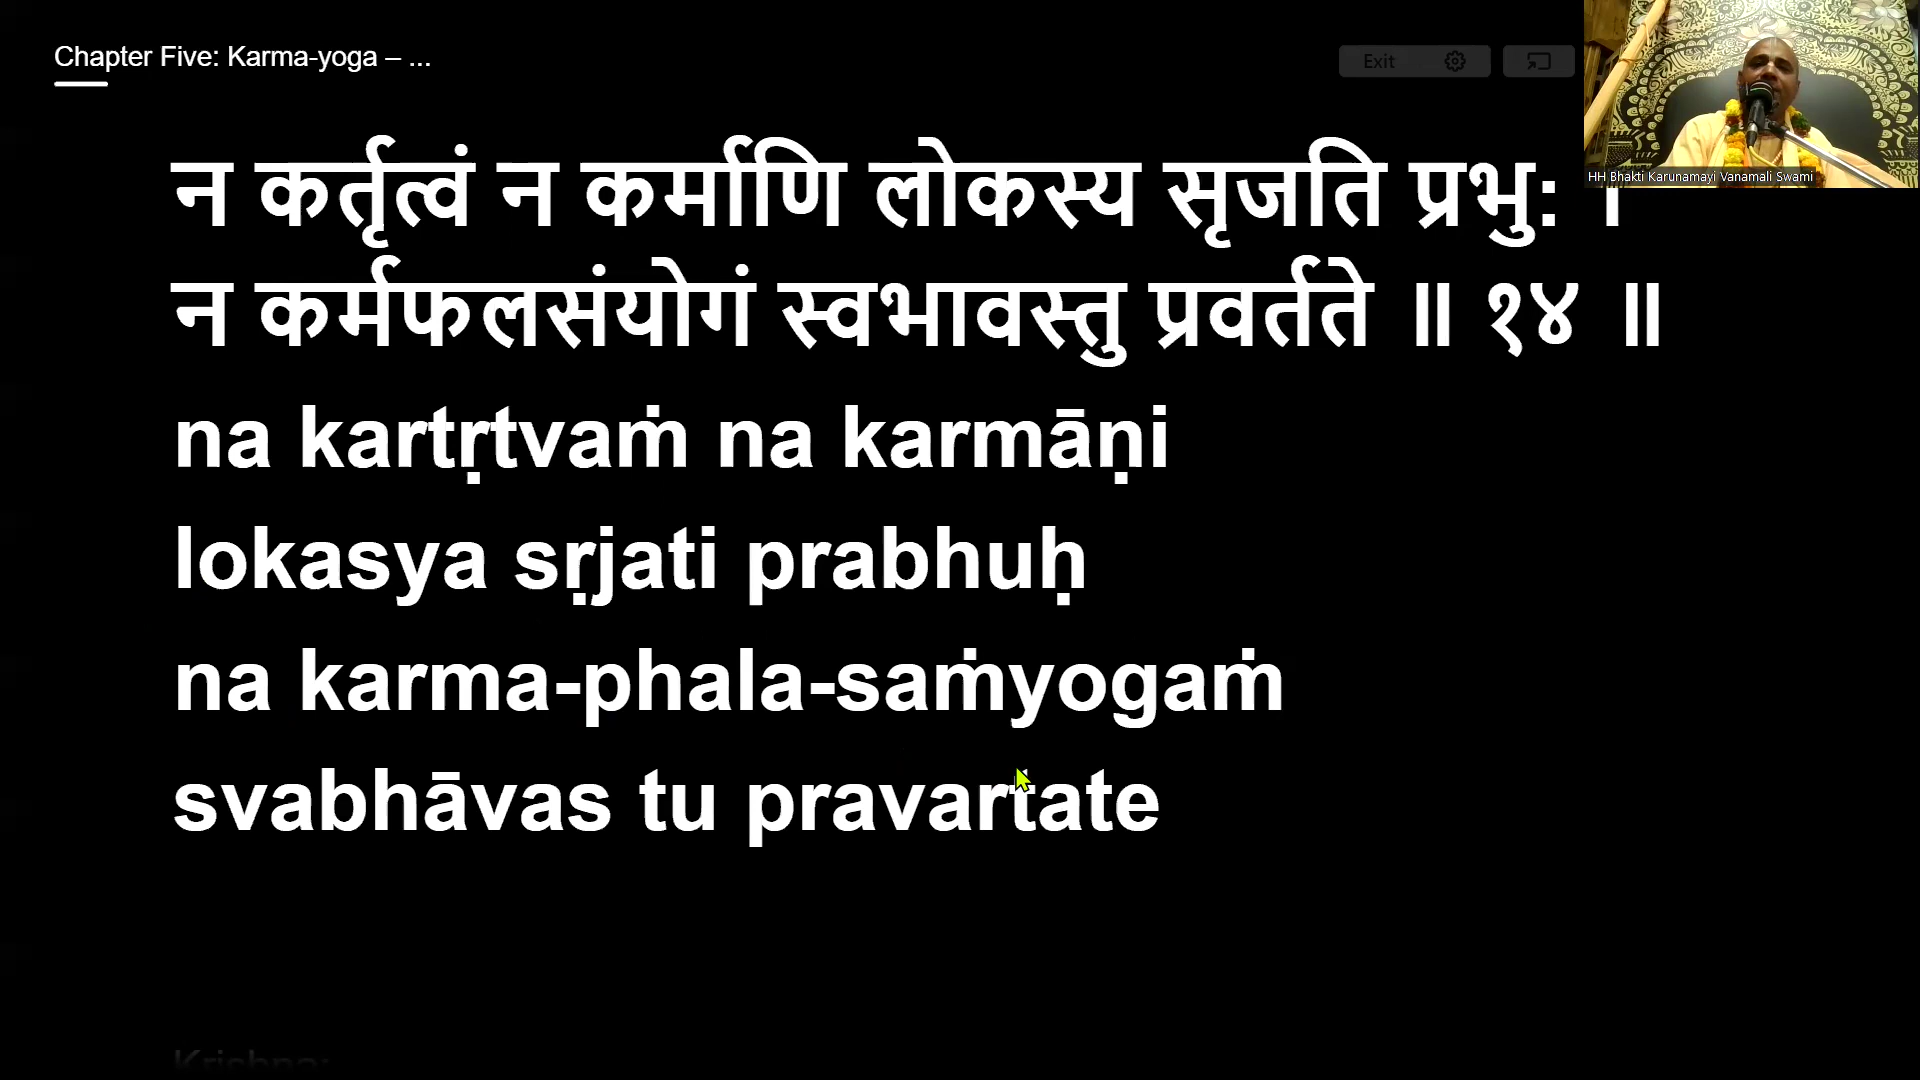 Chapter Five: Karma-yoga – ...
Exit
HH Bhakti Karunamayi Vanamali Swami
न कर्तृत्वं न कर्माणि लोकस्य सृजति प्रभु: ।
न कर्मफलसंयोगं स्वभावस्तु प्रवर्तते ॥ १४ ॥
na kartṛtvaṁ na karmāṇi
lokasya sṛjati prabhuḥ
na karma-phala-saṁyogaṁ
svabhāvas tu pravartate
Krishna: